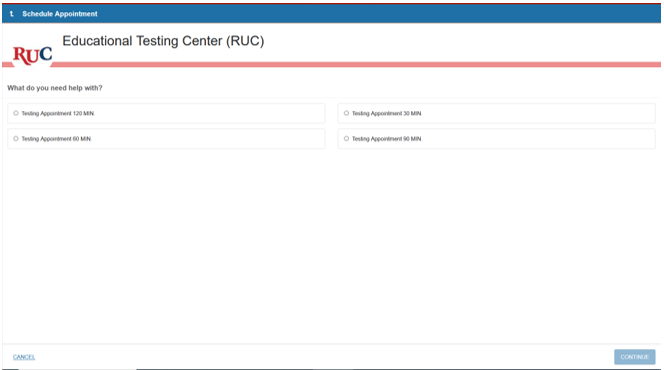 Schedule Appointment
RUC
Educational Testing Center (RUC)
What do you need help with?
Testing Appointment 120 MIN
Testing Appointment 30 MIN
Testing Appointment 60 MIN
Testing Appointment 90 MIN
CANCEL
CONTINUE